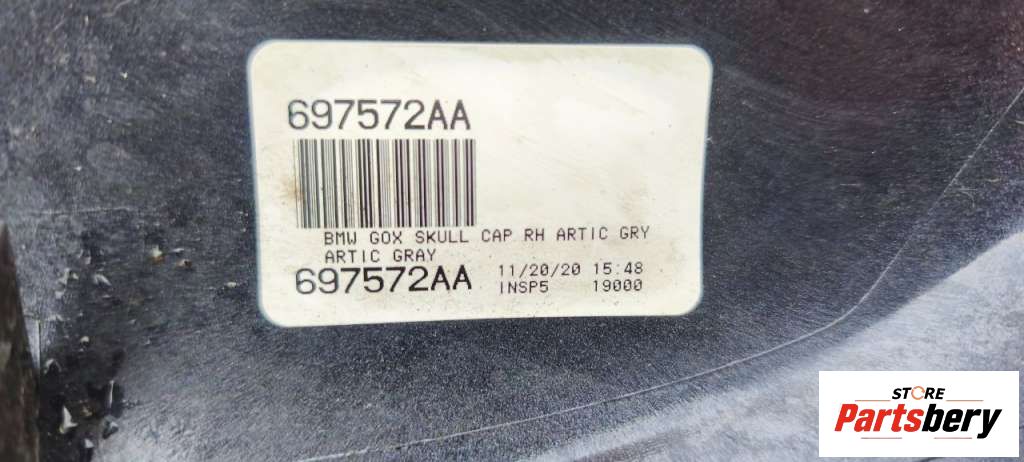 697572AA
BMW GOX SKULL CAP RH ARTIC GRY
ARTIC GRAY
697572AA
11/20/20 15:48
INSP5 19000
STORE
Partsbery